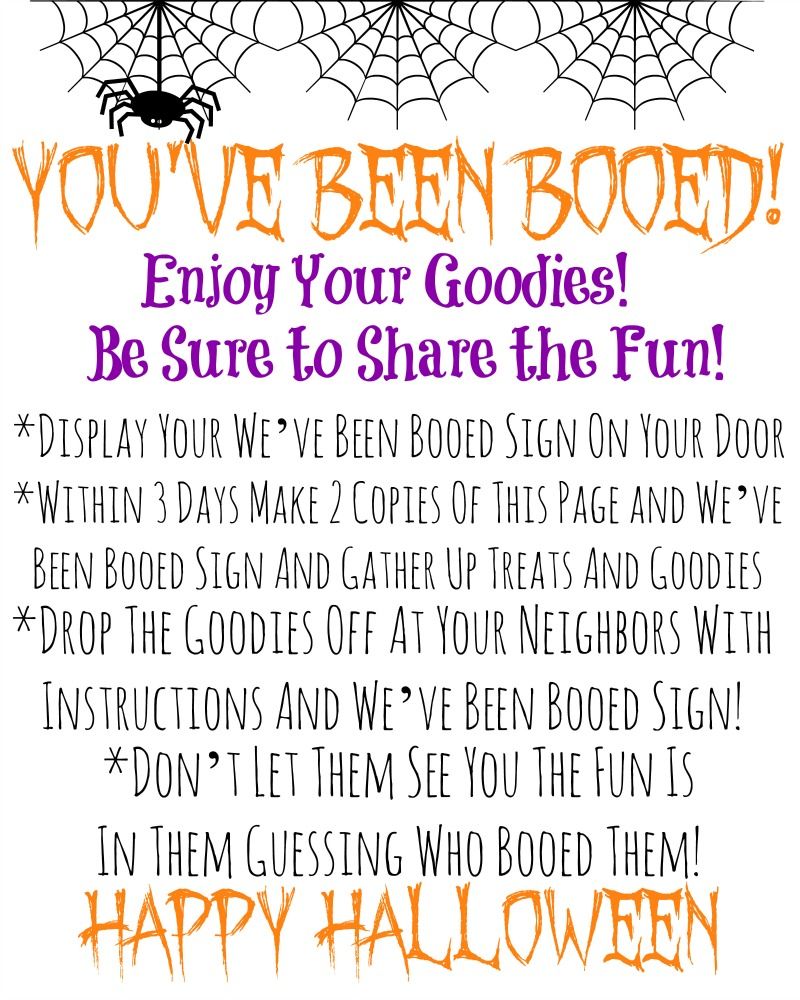 YOU'VE BEEN BOOED!
Enjoy Your Goodies!
Be Sure to Share the Fun!
*Display Your We’ve Been Booed Sign On Your Door
*Within 3 Days Make 2 Copies Of This Page and We’ve
Been Booed Sign And Gather Up Treats And Goodies
*Drop The Goodies Off At Your Neighbors With
Instructions And We’ve Been Booed Sign!
*Don’t Let Them See You The Fun Is
In Them Guessing Who Booed Them!
HAPPY HALLOWEEN